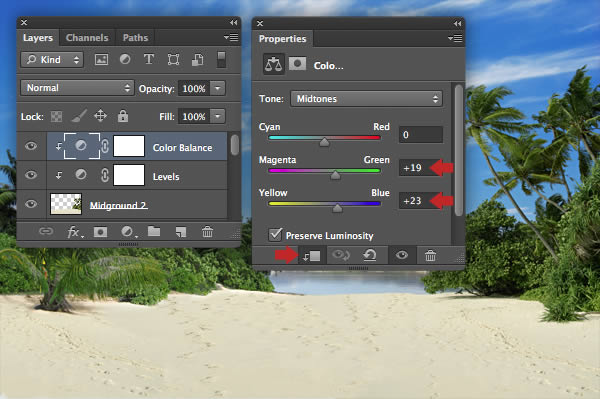 Layers Channels Paths
Kind
Normal Opacity: 100%
Lock: Fill: 100%
Color Balance
Levels
Midground 2
fx
Properties
Colo...
Tone: Midtones
Cyan Red 0
Magenta Green +19
Yellow Blue +23
Preserve Luminosity